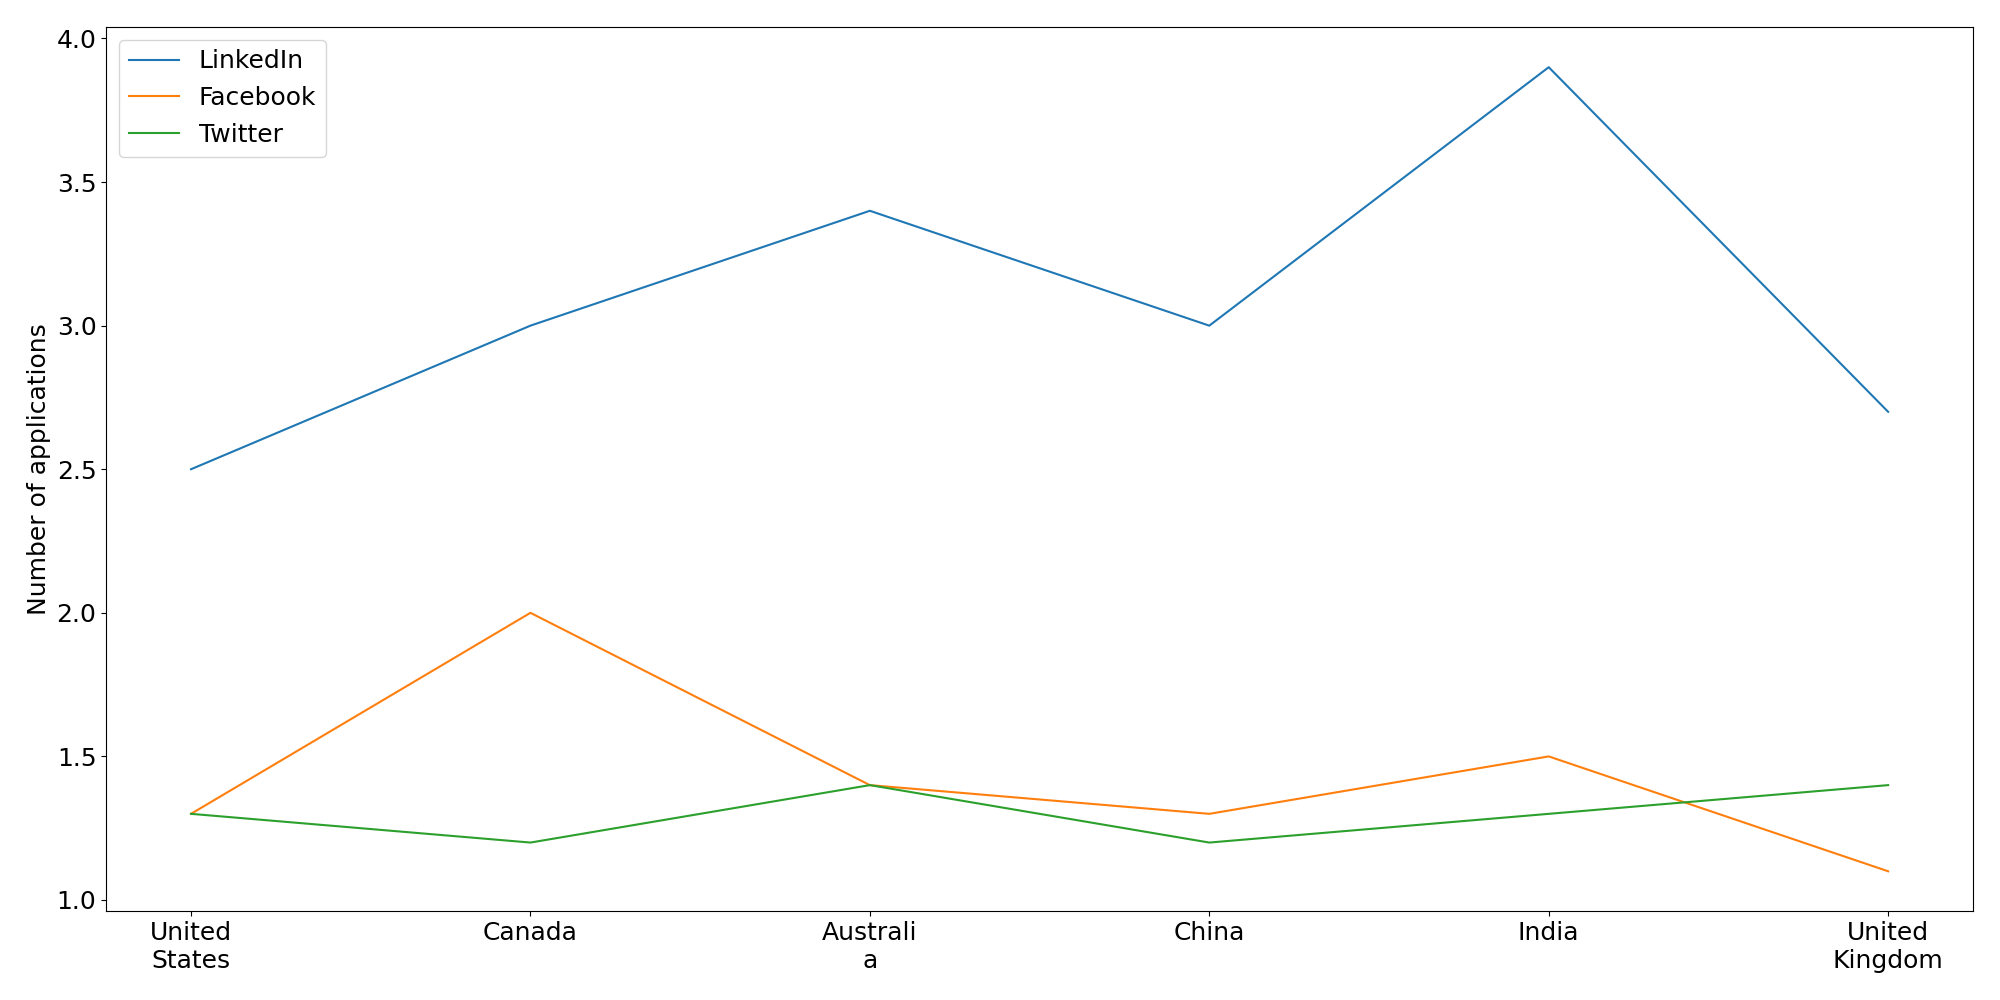 LinkedIn
Facebook
Twitter
Number of applications
4.0
3.5
3.0
2.5
2.0
1.5
1.0
United
States
Canada
Australi
a
China
India
United
Kingdom